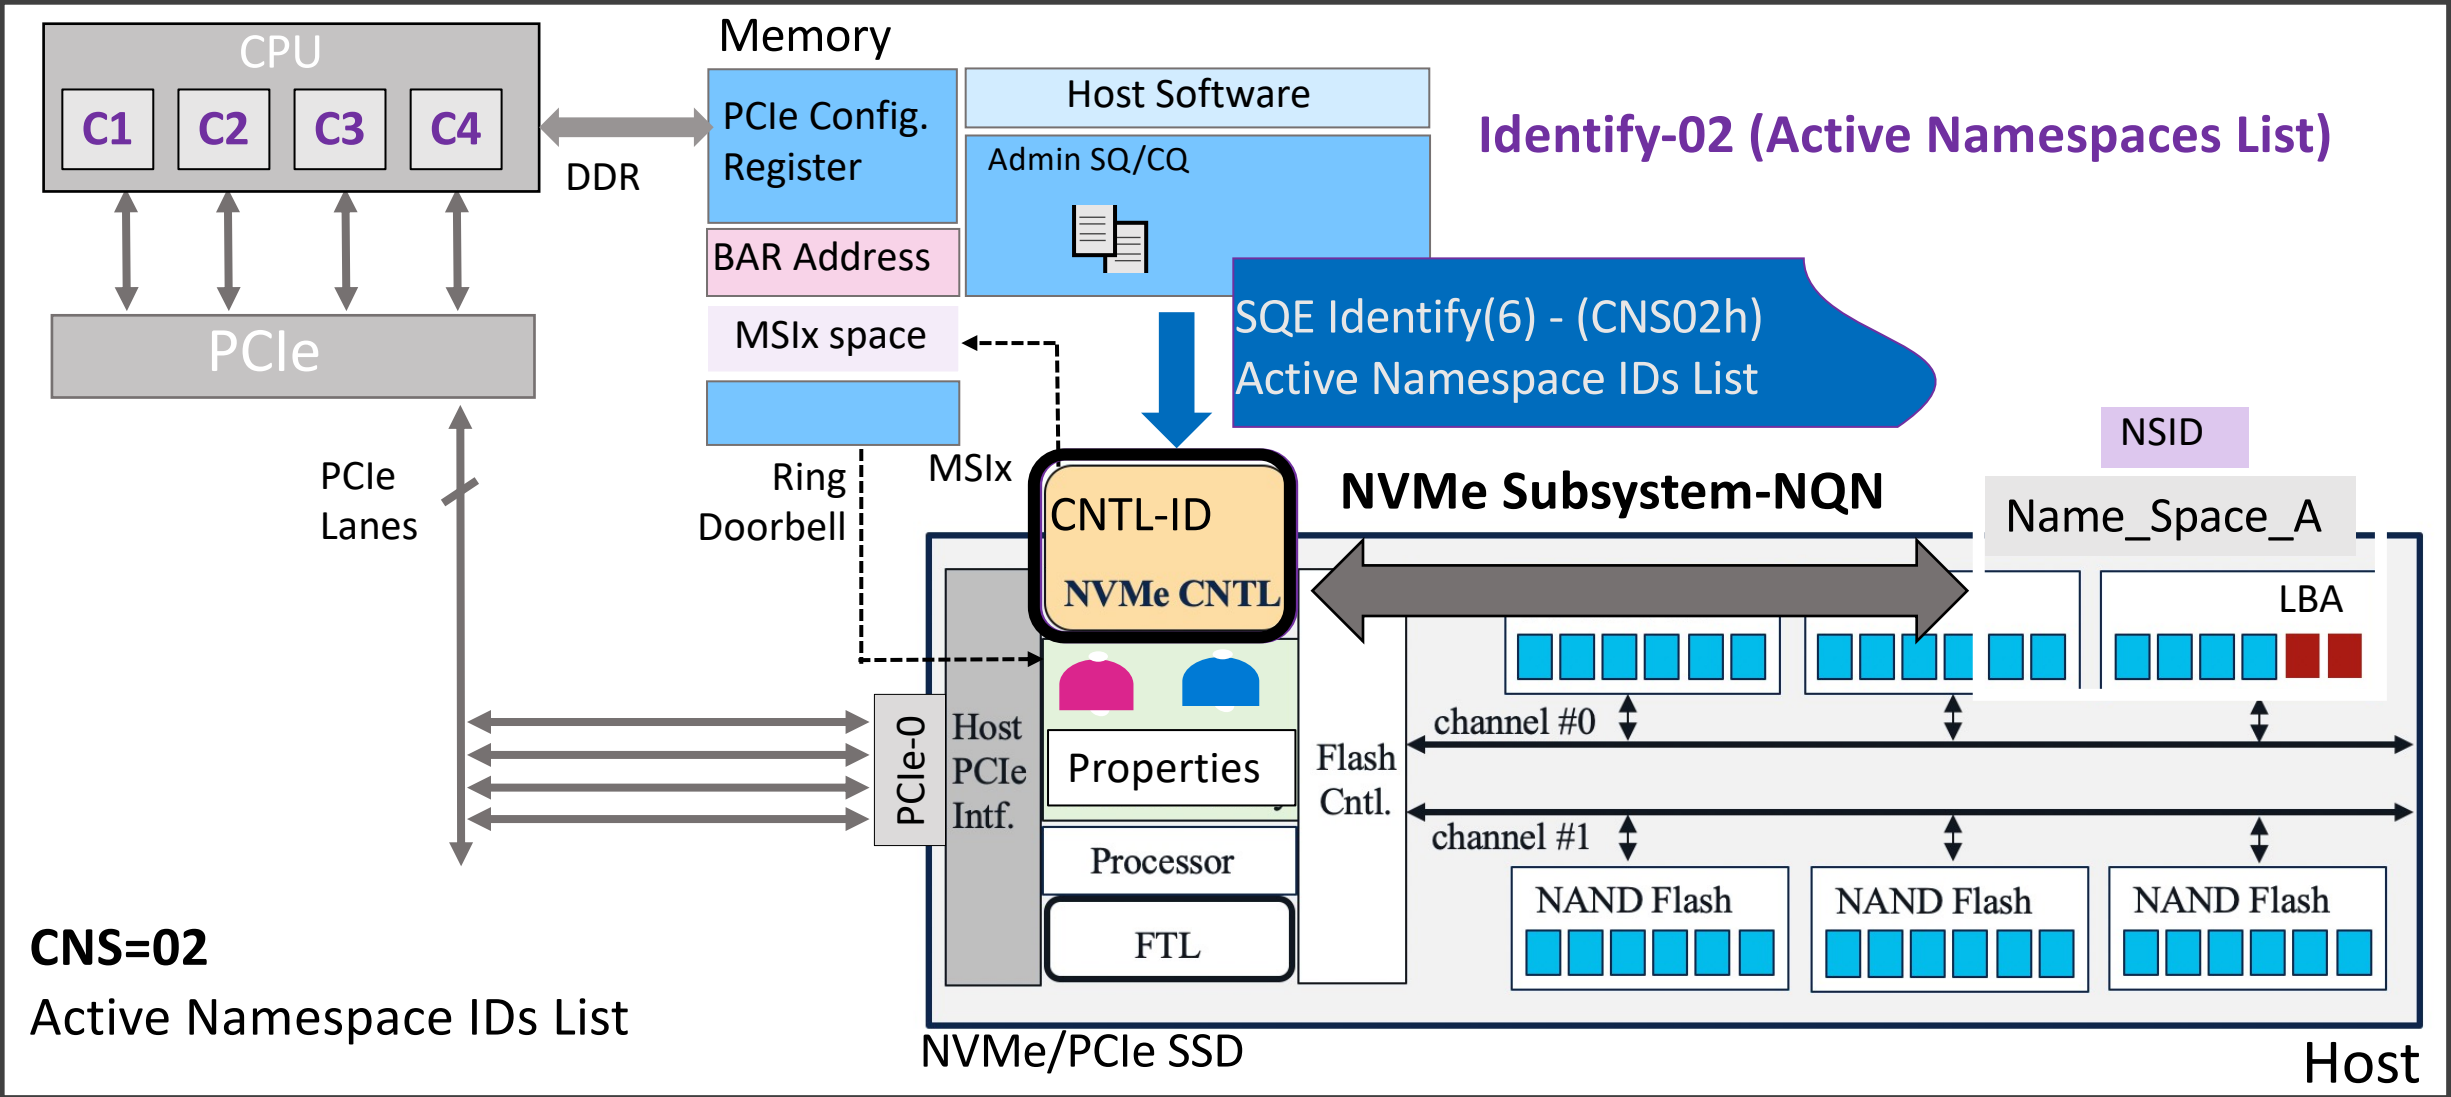 CPU
C1
C2
C3
C4
DDR
Memory
PCIe Config.
Register
BAR Address
MSIx space
Host Software
Admin SQ/CQ
Identify-02 (Active Namespaces List)
SQE Identify(6) - (CNS02h)
Active Namespace IDs List
PCIe
PCIe
Lanes
Ring
Doorbell
MSIx
CNTL-ID
NVMe CNTL
NVMe Subsystem-NQN
NSID
Name_Space_A
LBA
PCIe-0
Host
PCIe
Intf.
Properties
Processor
FTL
Flash
Cntl.
channel #0
channel #1
NAND Flash
NAND Flash
NAND Flash
CNS=02
Active Namespace IDs List
NVMe/PCIe SSD
Host